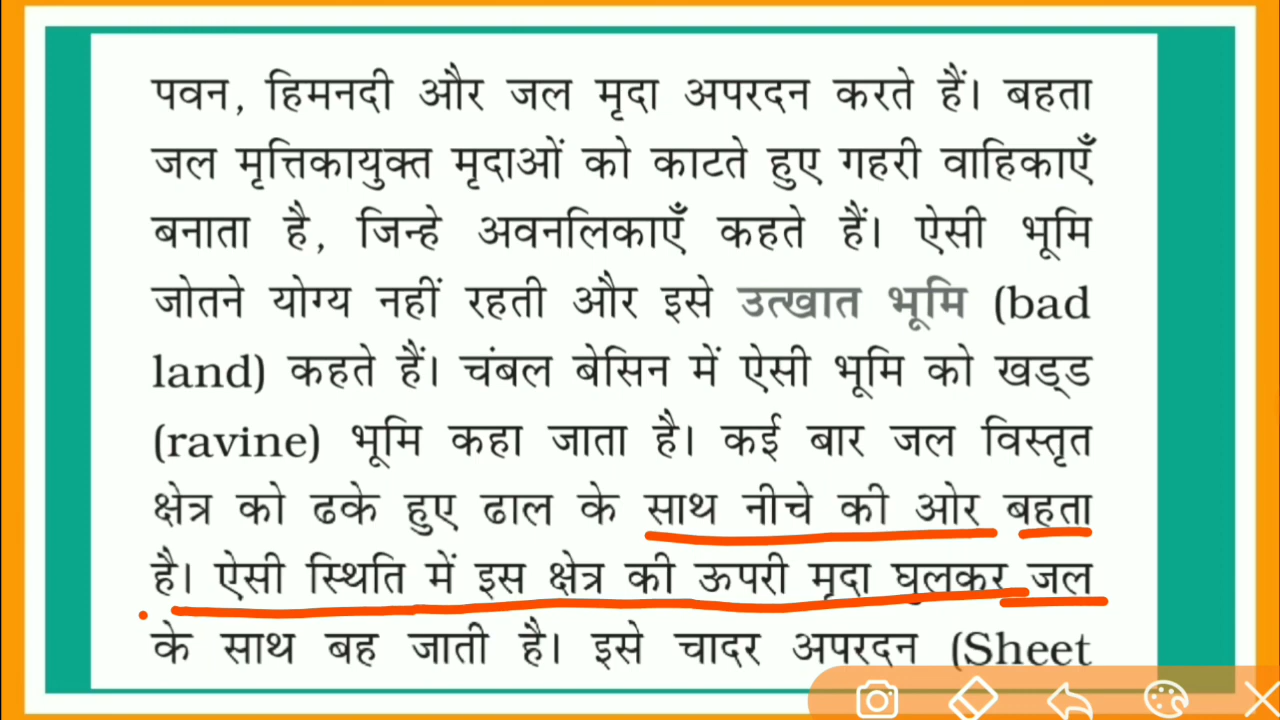 पवन, हिमनदी और जल मृदा अपरदन करते हैं। बहता
जल मृत्तिकायुक्त मृदाओं को काटते हुए गहरी वाहिकाएँ
बनाता है, जिन्हे अवनलिकाएँ कहते हैं। ऐसी भूमि
जोतने योग्य नहीं रहती और इसे उत्खात भूमि (bad
land) कहते हैं। चंबल बेसिन में ऐसी भूमि को खड्ड
(ravine) भूमि कहा जाता है। कई बार जल विस्तृत
क्षेत्र को ढके हुए ढाल के साथ नीचे की ओर बहता
है। ऐसी स्थिति में इस क्षेत्र की ऊपरी मृदा घुलकर जल
के साथ बह जाती है। इसे चादर अपरदन (Sheet